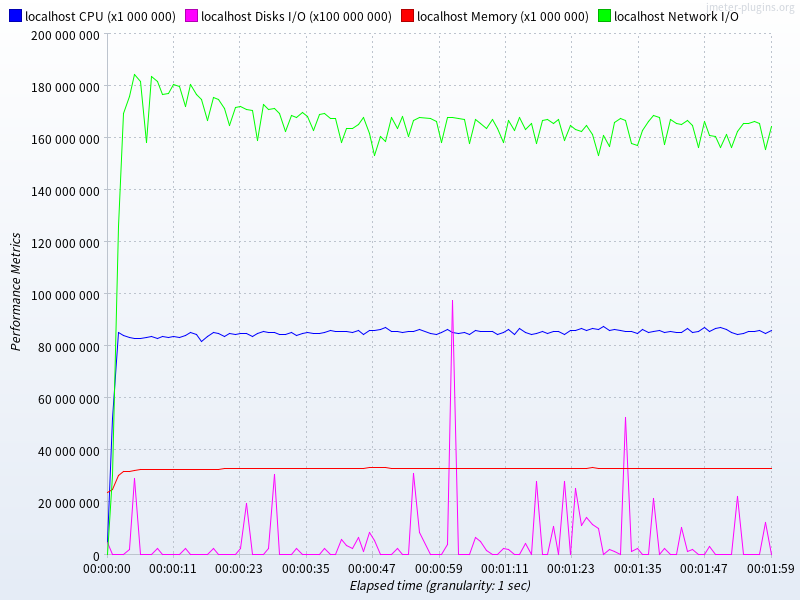 localhost CPU (x1 000 000) localhost Disks I/O (x100 000 000) localhost Memory (x1 000 000) localhost Network I/O
jmeter-plugins.org
200 000 000
180 000 000
160 000 000
140 000 000
120 000 000
100 000 000
80 000 000
60 000 000
40 000 000
20 000 000
0
Performance Metrics
00:00:00 00:00:11 00:00:23 00:00:35 00:00:47 00:00:59 00:01:11 00:01:23 00:01:35 00:01:47 00:01:59
Elapsed time (granularity: 1 sec)